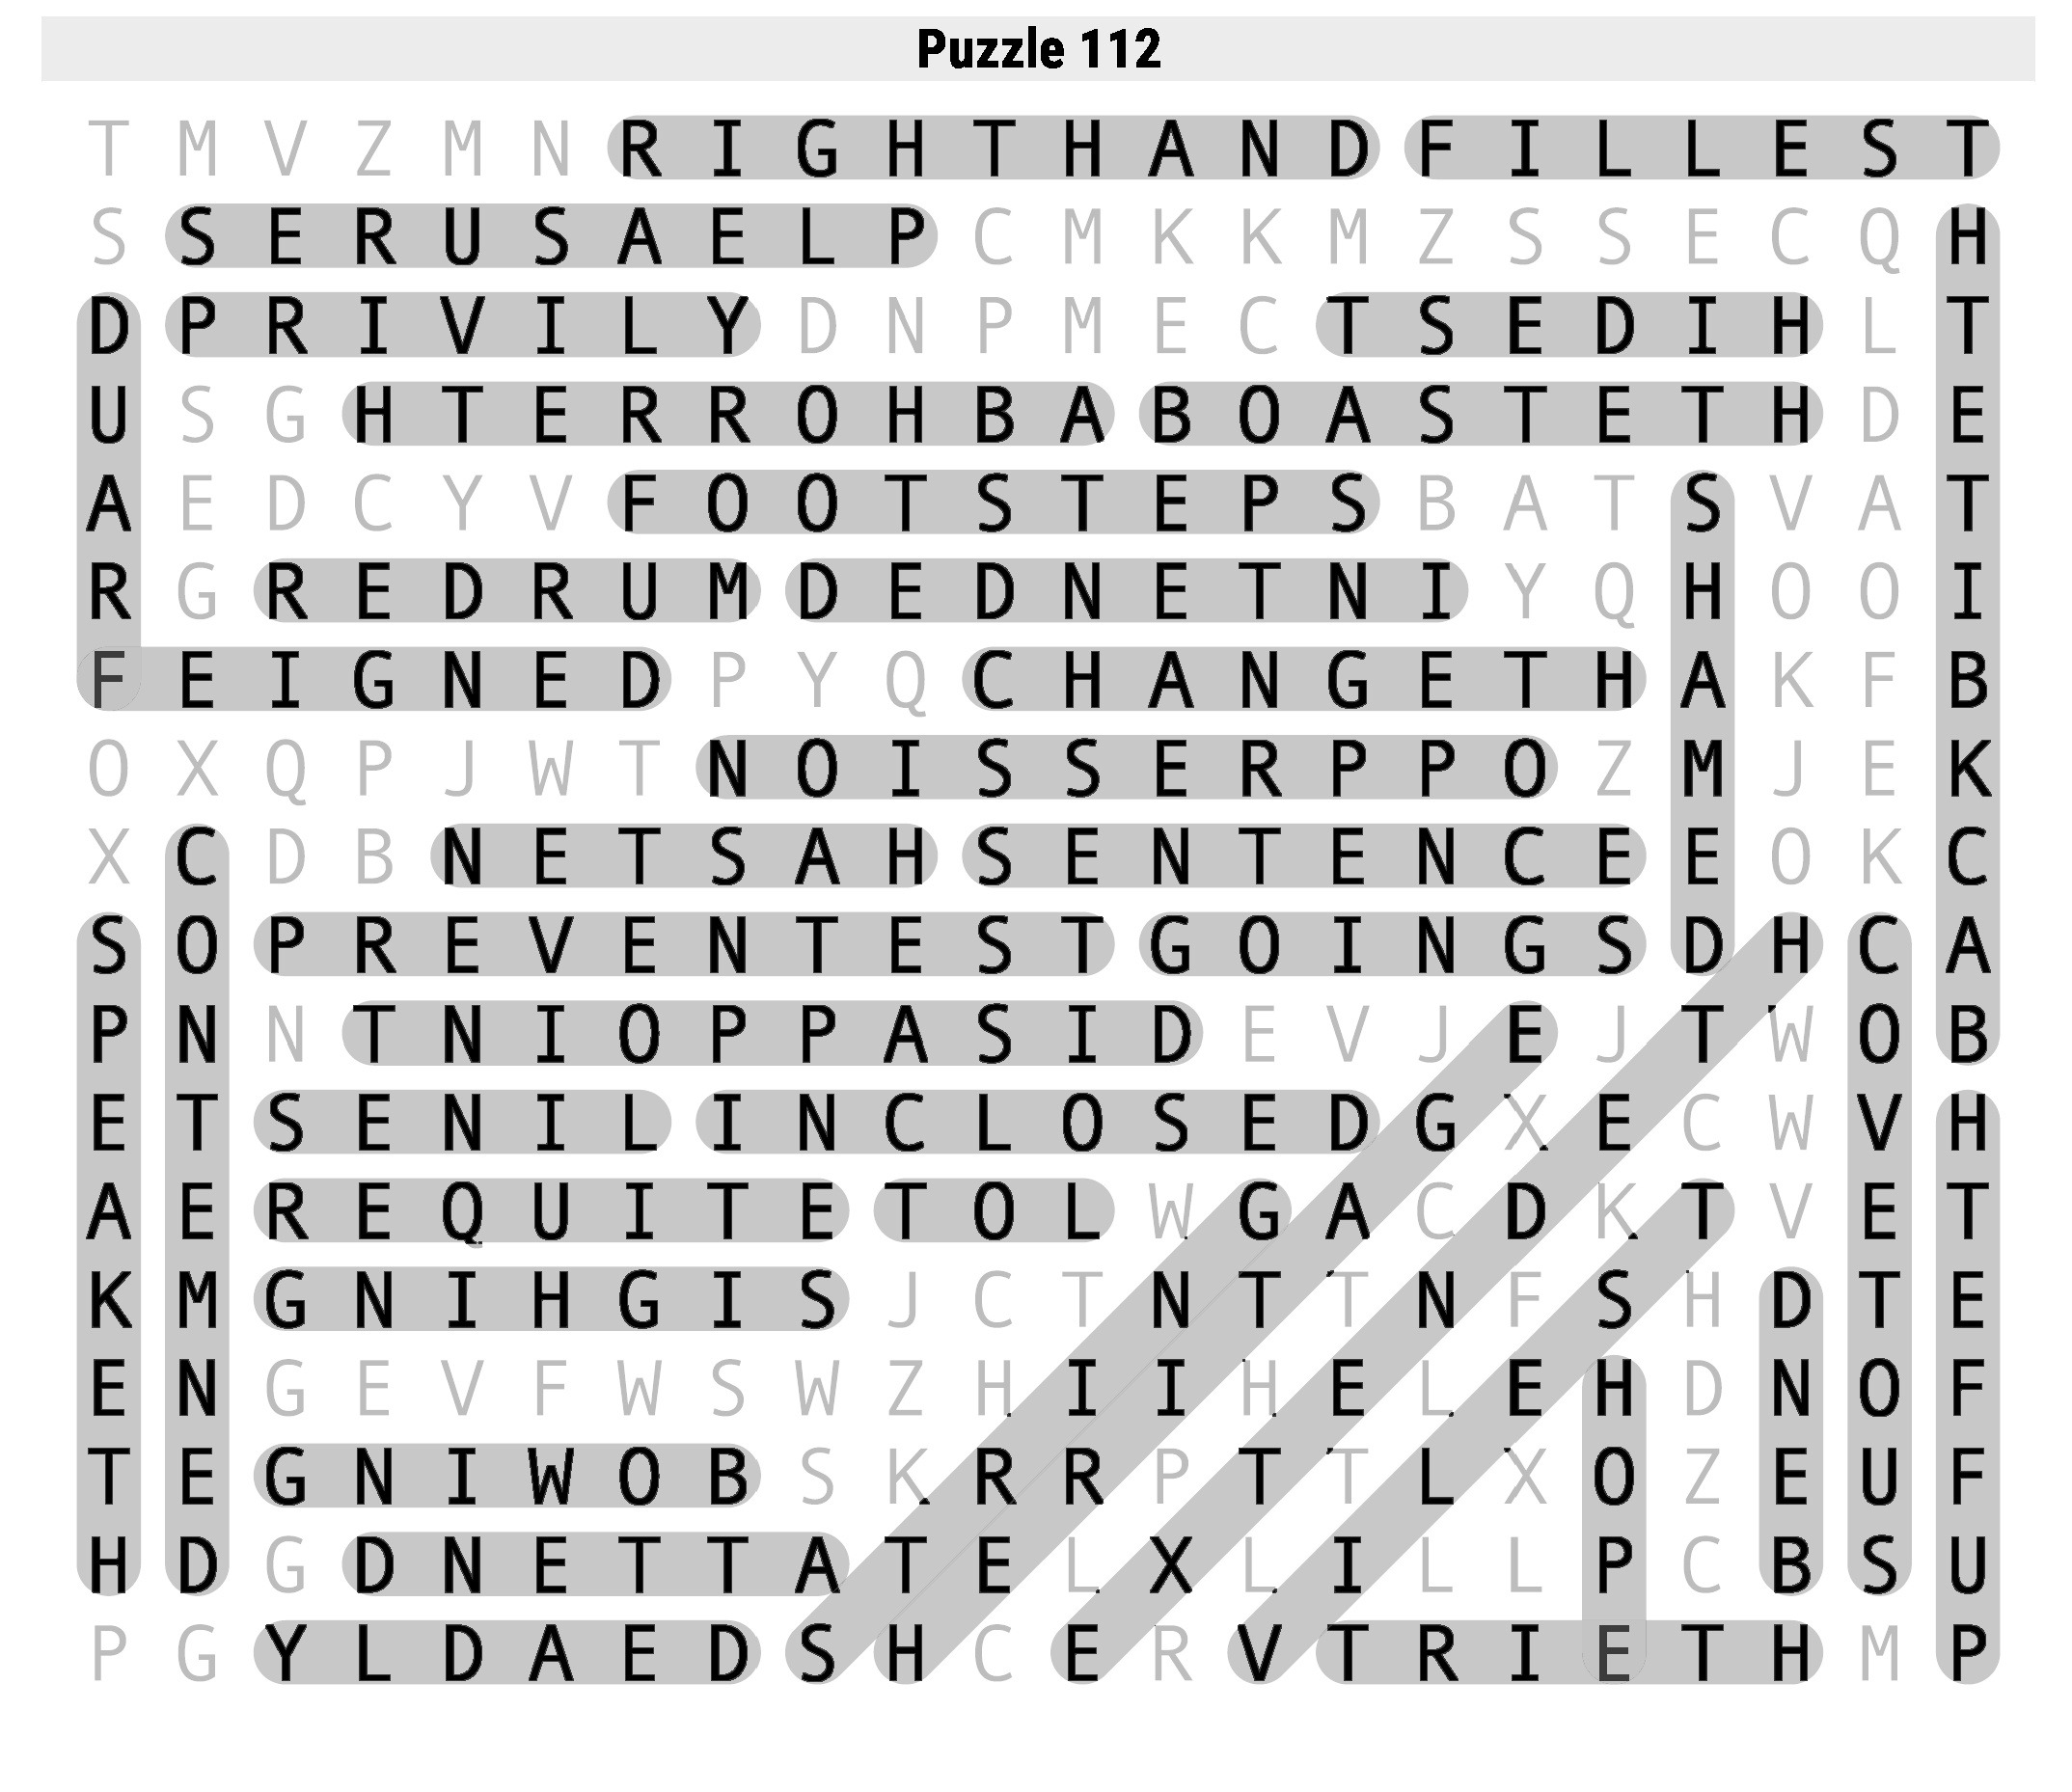 Puzzle 112
T M V Z M N R I G H T H A N D F I L L E S T
S S E R U S A E L P C M K K M Z S S E C Q H
D P R I V I L Y D N P M E C T S E D I H L T
U S G H T E R R O H B A B O A S T E T H D E
A E D C Y V F O O T S T E P S B A T S V A T
R G R E D R U M D E D N E T N I Y Q H O O I
F E I G N E D P Y Q C H A N G E T H A K F B
O X Q P J W T N O I S S E R P P O Z M J E K
X C D B N E T S A H S E N T E N C E E O K C
S O P R E V E N T E S T G O I N G S D H C A
P N N T N I O P P A S I D E V J E J T W O B
E T S E N I L I N C L O S E D G X E C W V H
A E R E Q U I T E T O L W G A C D K T V E T
K M G N I H G I S J C T N T T N F S H D T E
E N G E V F W S W Z H I I H E L E H D N O F
T E G N I W O B S K R R P T T L X O Z E U F
H D G D N E T T A T E L X L I L L P C B S U
P G Y L D A E D S H C E R V T R I E T H M P